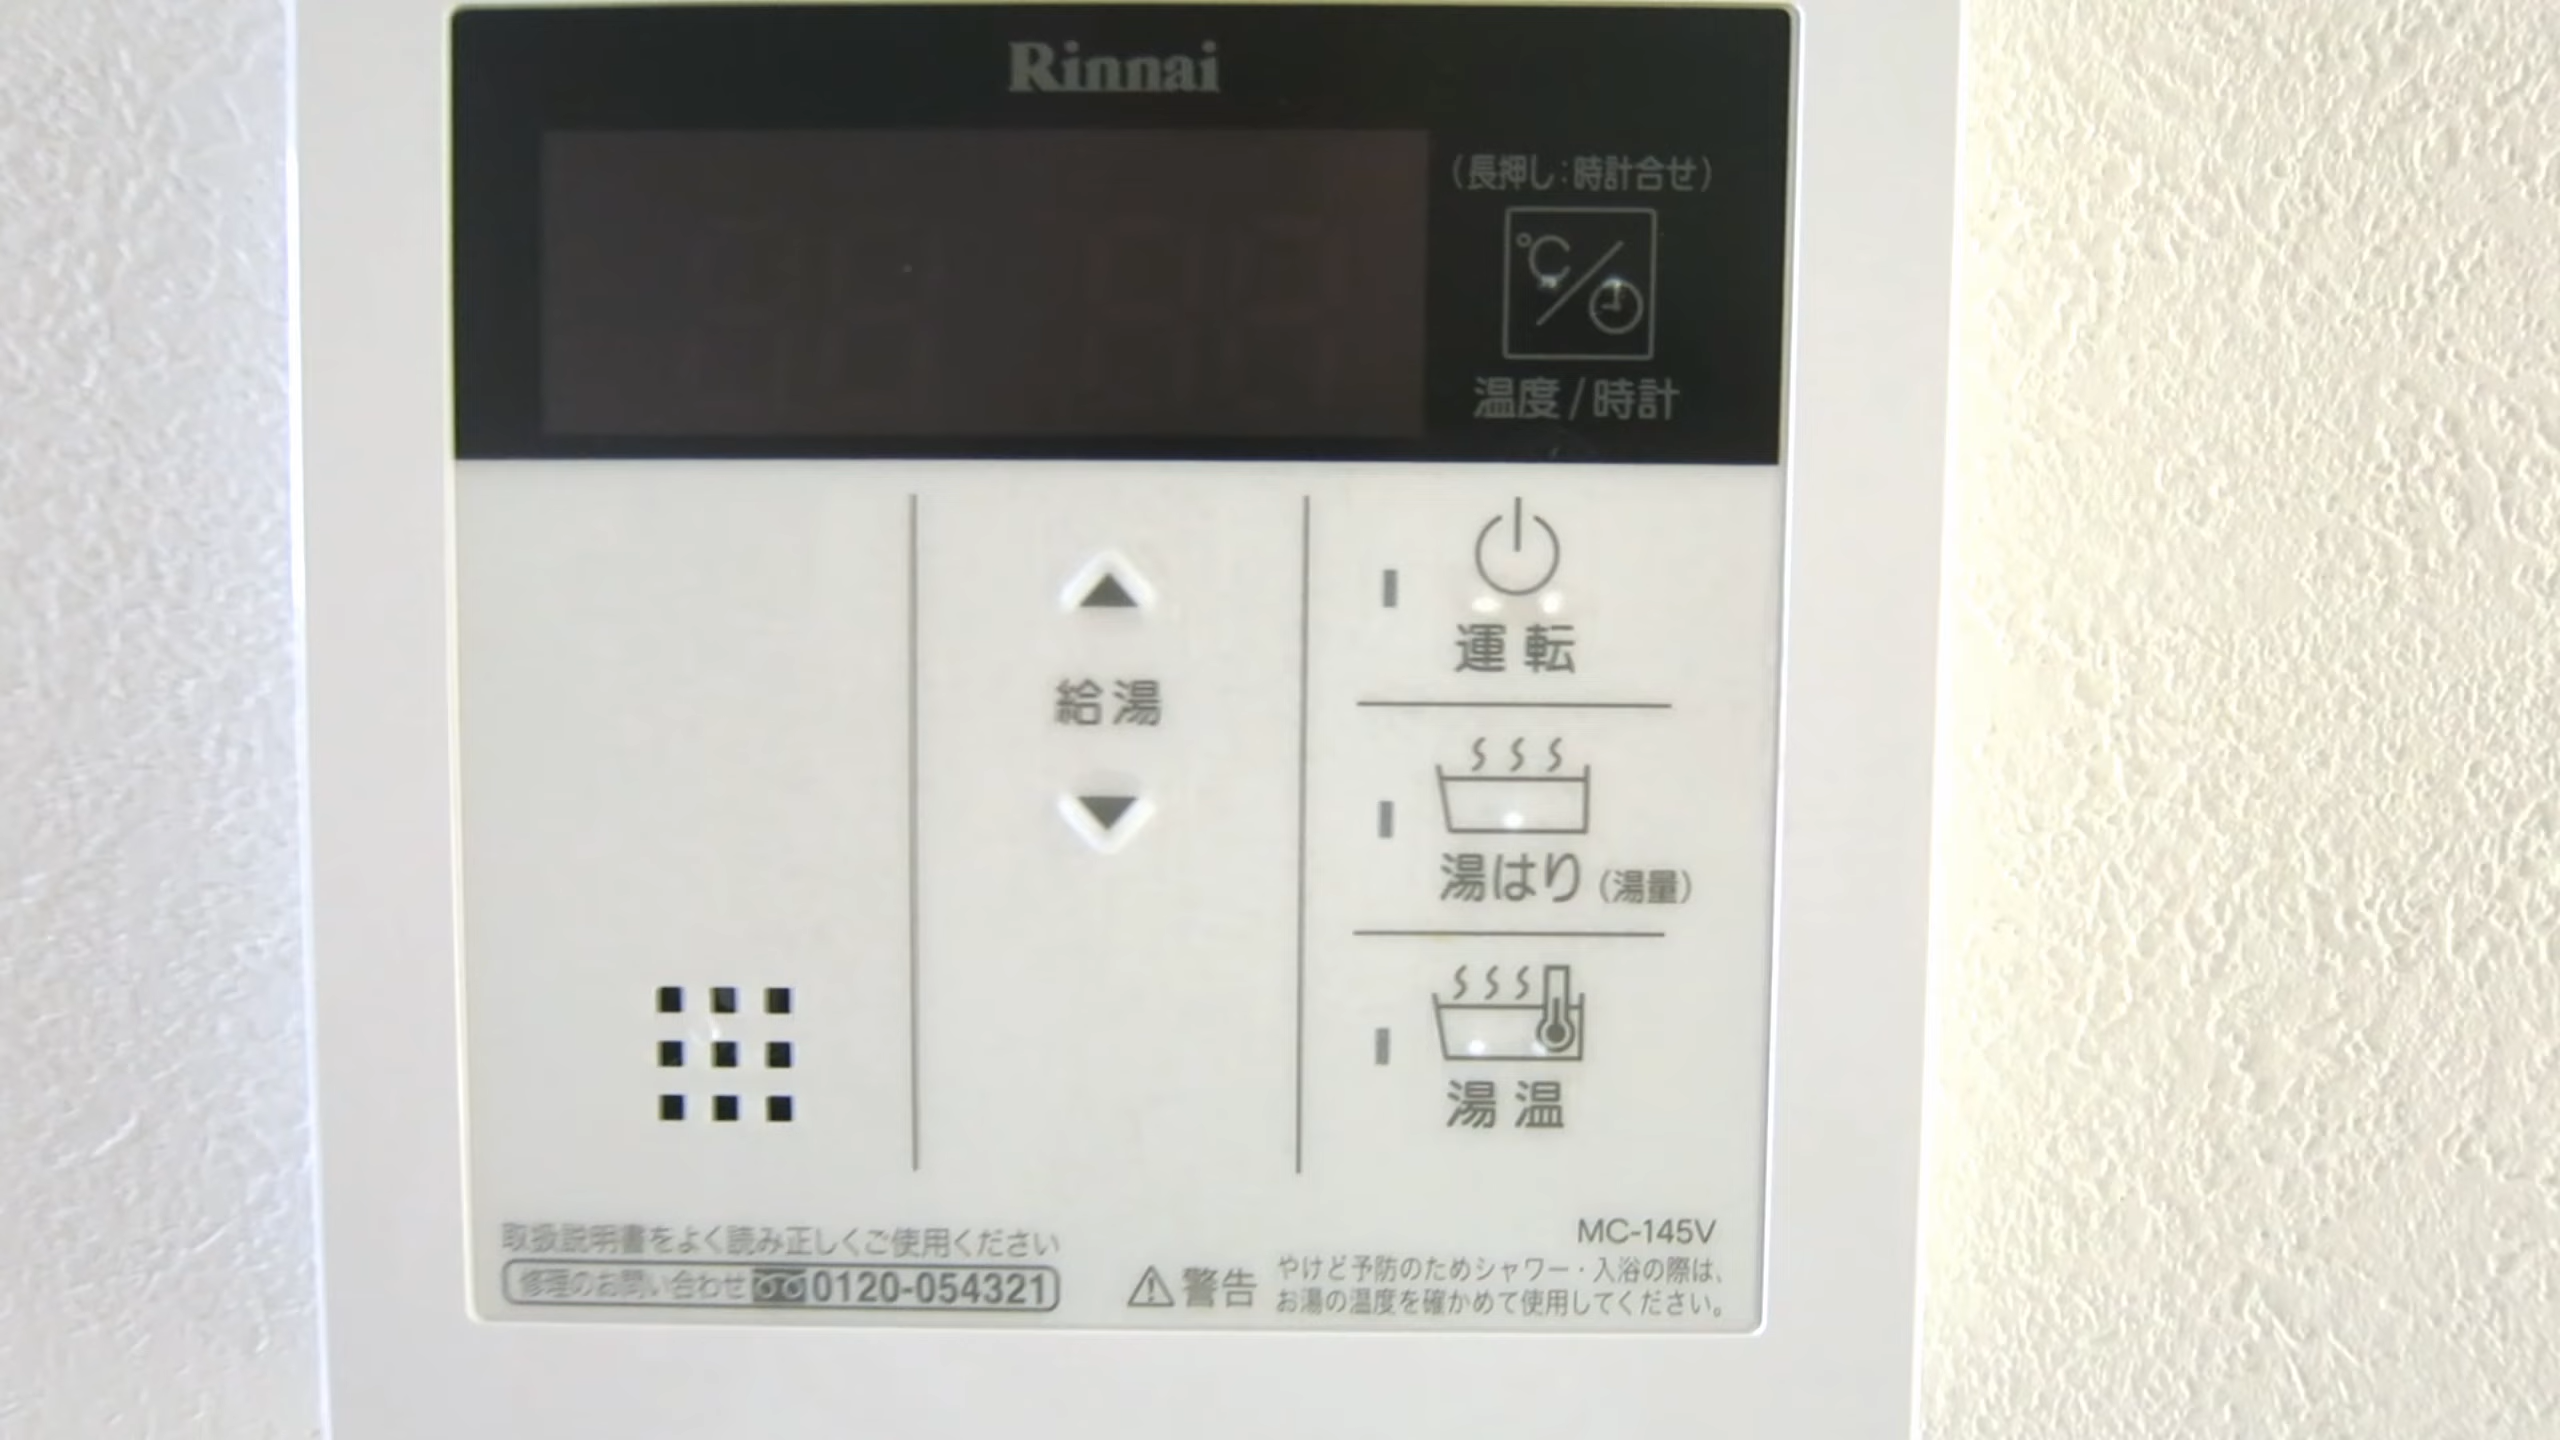 Rinnai
(長押し:時計合せ)
℃/
温度/時計
運転
給湯
湯はり(湯量)
湯温
MC-145V
取扱説明書をよく読み正しくご使用ください
修理のお問い合わせ 0120-054321
警告 やけど予防のためシャワー・入浴の際は、
お湯の温度を確かめて使用してください。